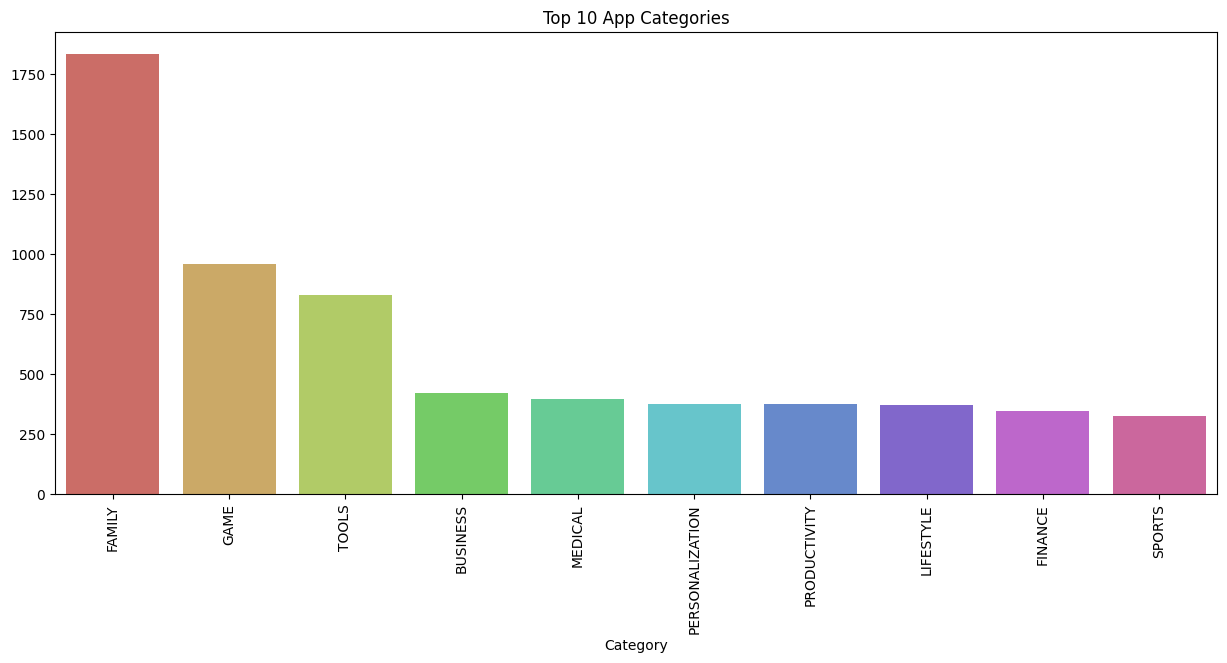 Top 10 App Categories
1750
1500
1250
1000
750
500
250
0
FAMILY
GAME
TOOLS
BUSINESS
MEDICAL
PERSONALIZATION
PRODUCTIVITY
LIFESTYLE
FINANCE
SPORTS
Category